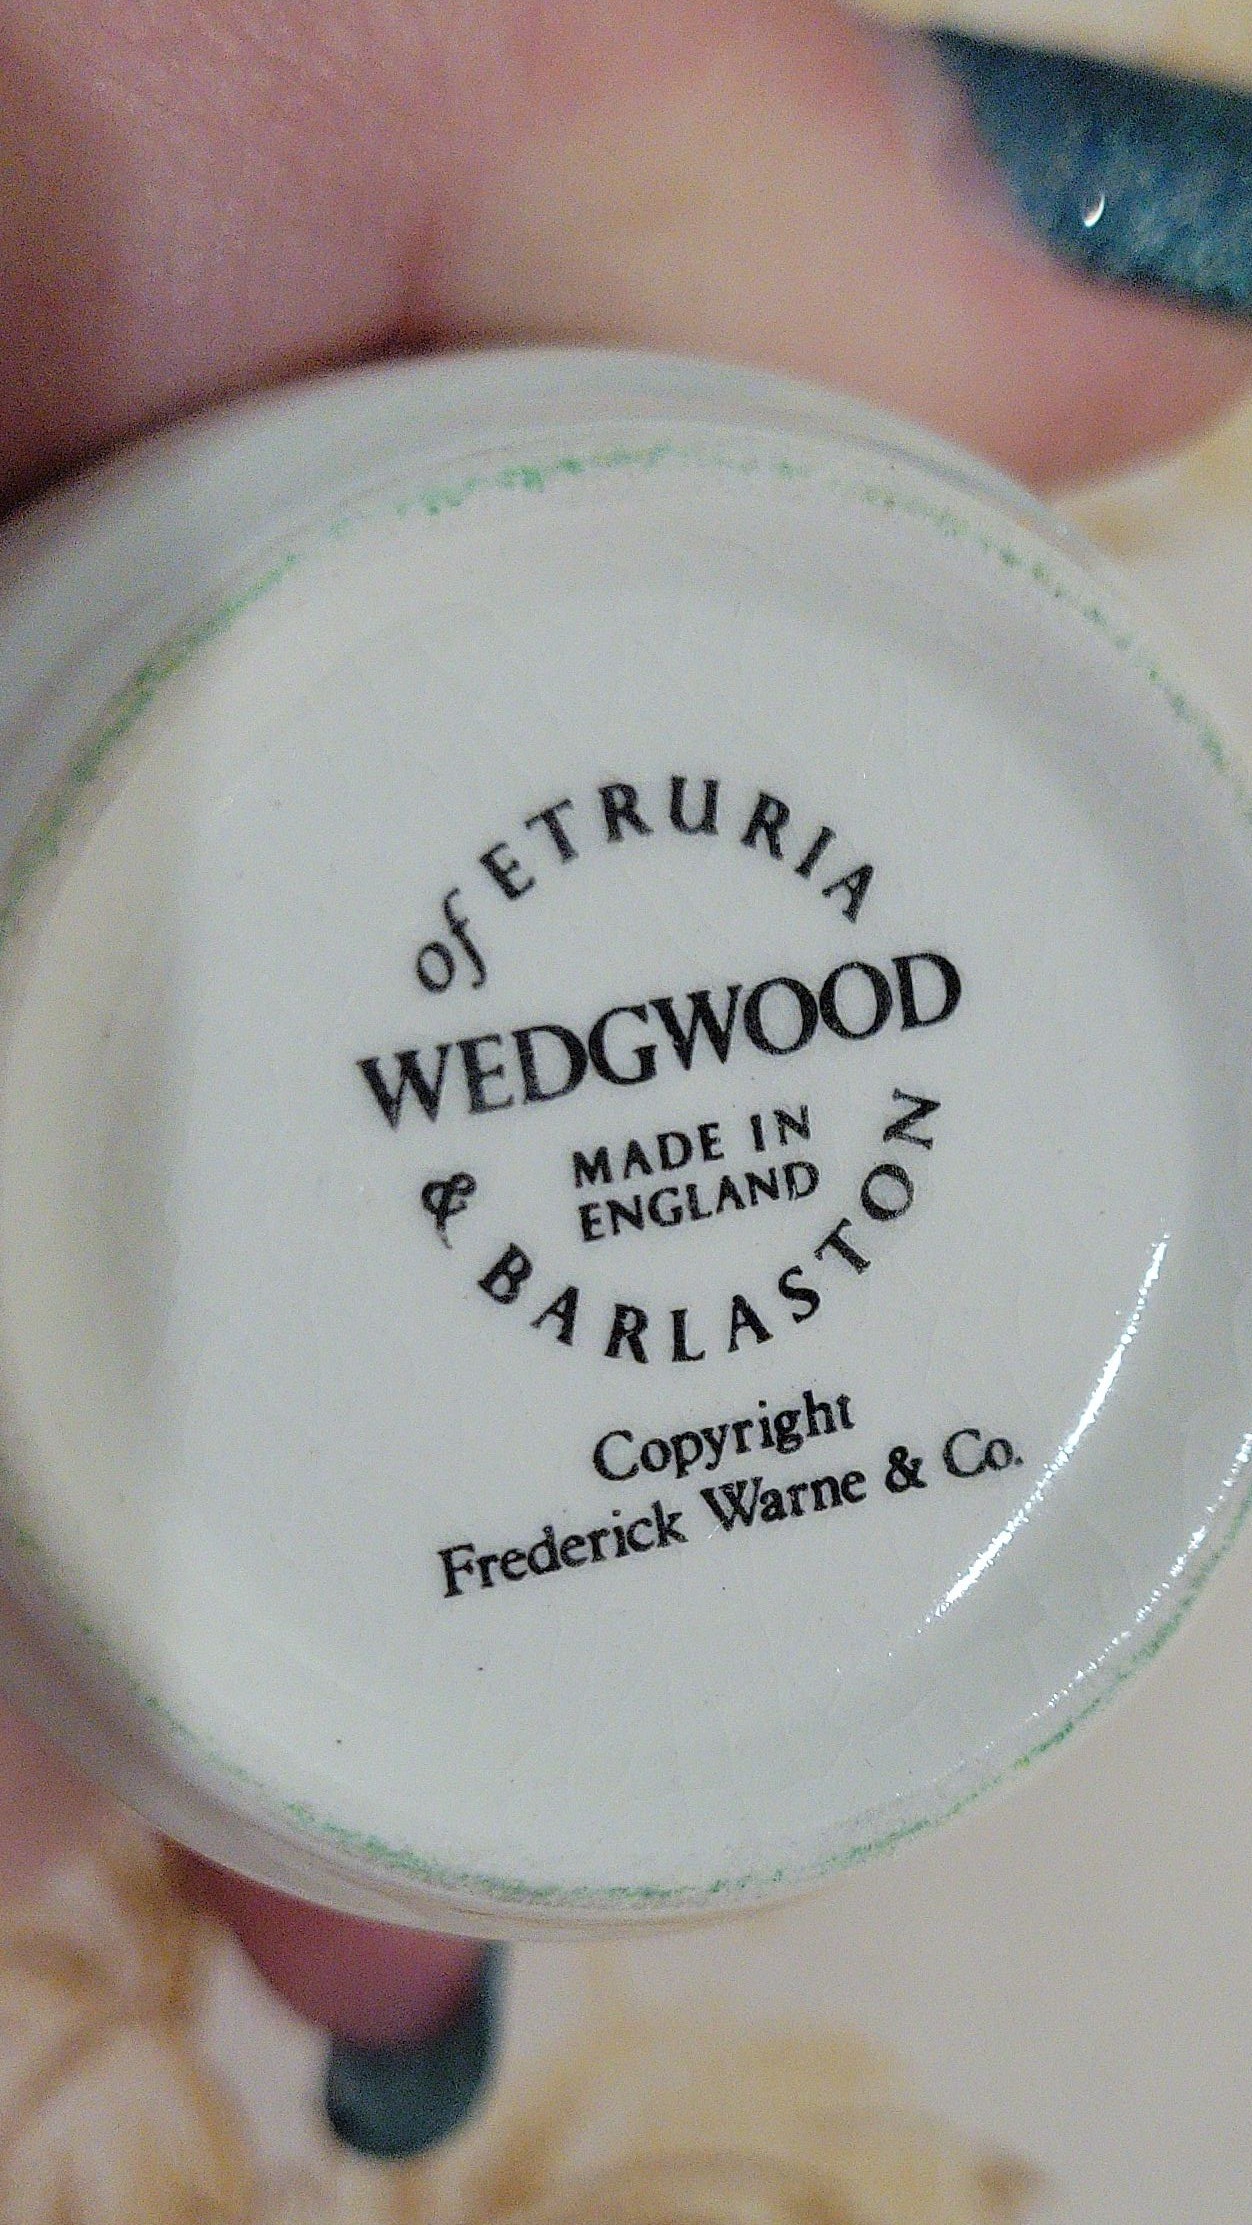 of ETRURIA
WEDGWOOD
MADE IN
ENGLAND
& BARLASTON
Copyright
Frederick Warne & Co.